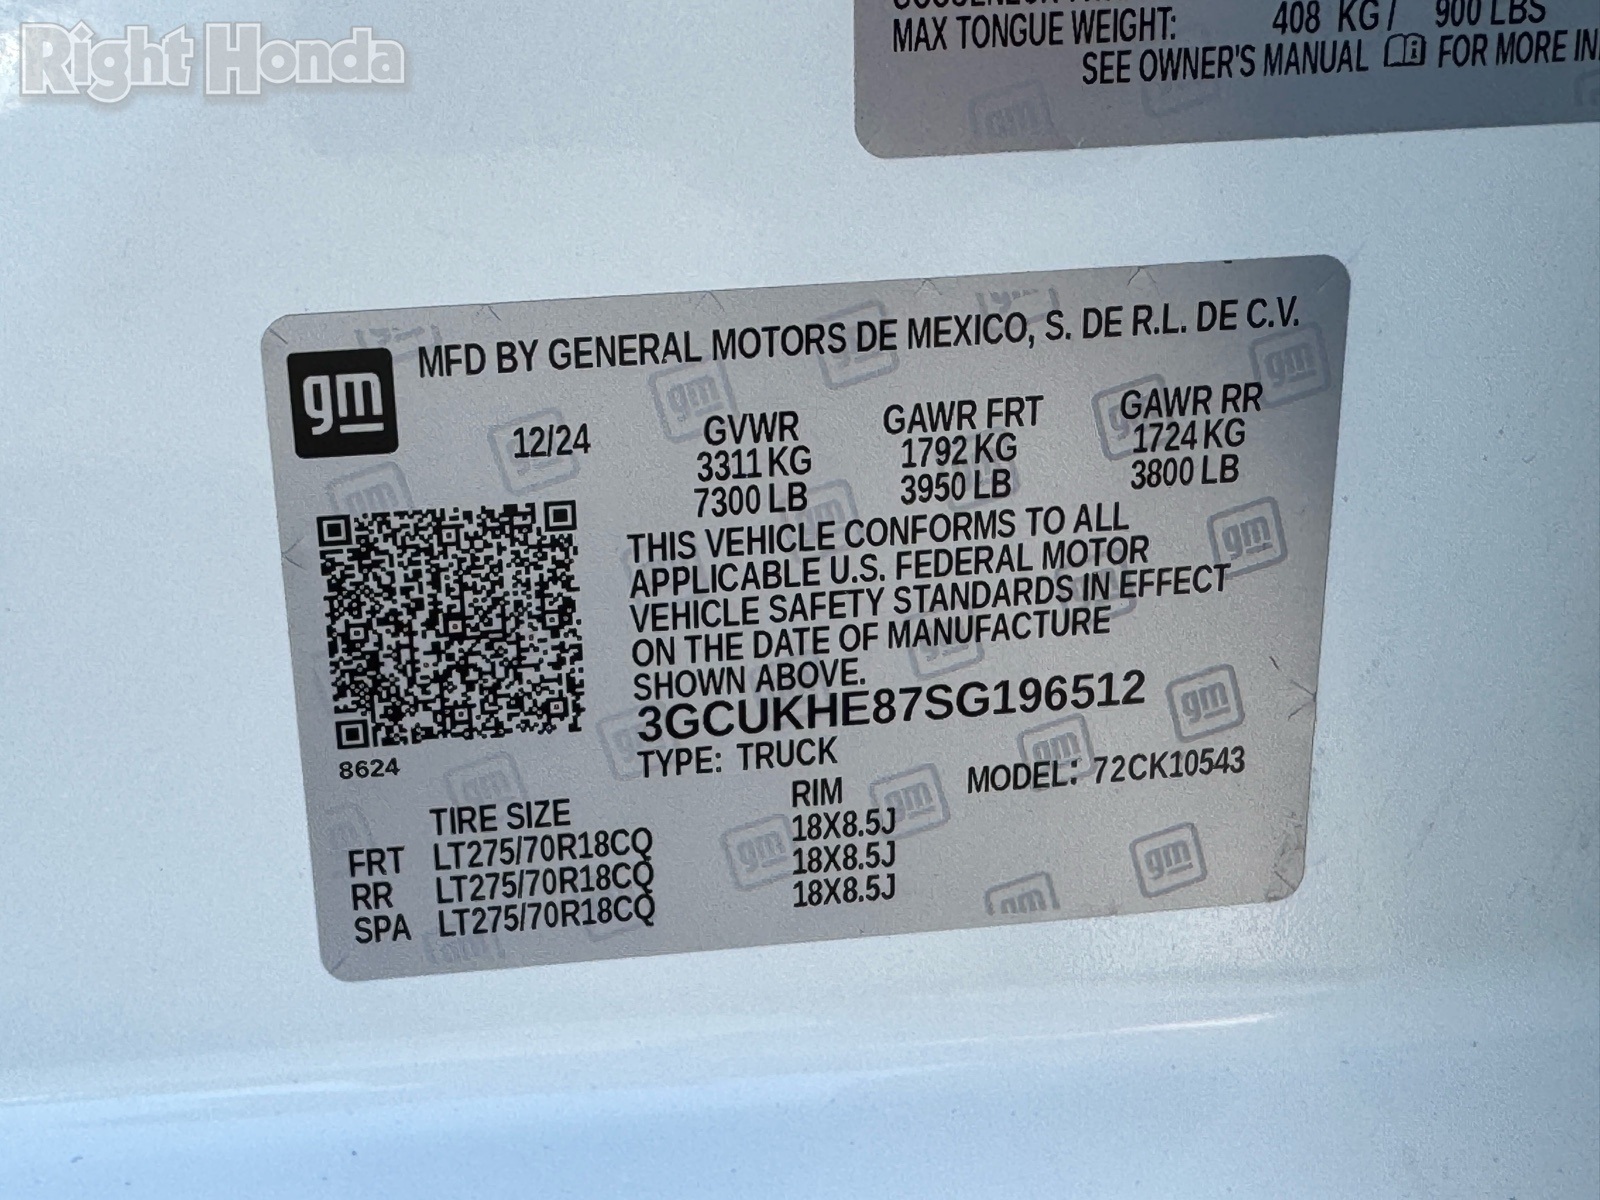 Right Honda
MAX TONGUE WEIGHT: 408 KG / 900 LBS
SEE OWNER'S MANUAL FOR MORE
gm
MFD BY GENERAL MOTORS DE MEXICO, S. DE R.L. DE C.V.
12/24 GVWR GAWR FRT GAWR RR
3311 KG 1792 KG 1724 KG
7300 LB 3950 LB 3800 LB
THIS VEHICLE CONFORMS TO ALL
APPLICABLE U.S. FEDERAL MOTOR
VEHICLE SAFETY STANDARDS IN EFFECT
ON THE DATE OF MANUFACTURE
SHOWN ABOVE.
3GCUKHE87SG196512
8624
TYPE: TRUCK MODEL: 72CK10543
TIRE SIZE RIM
FRT LT275/70R18CQ 18X8.5J
RR LT275/70R18CQ 18X8.5J
SPA LT275/70R18CQ 18X8.5J